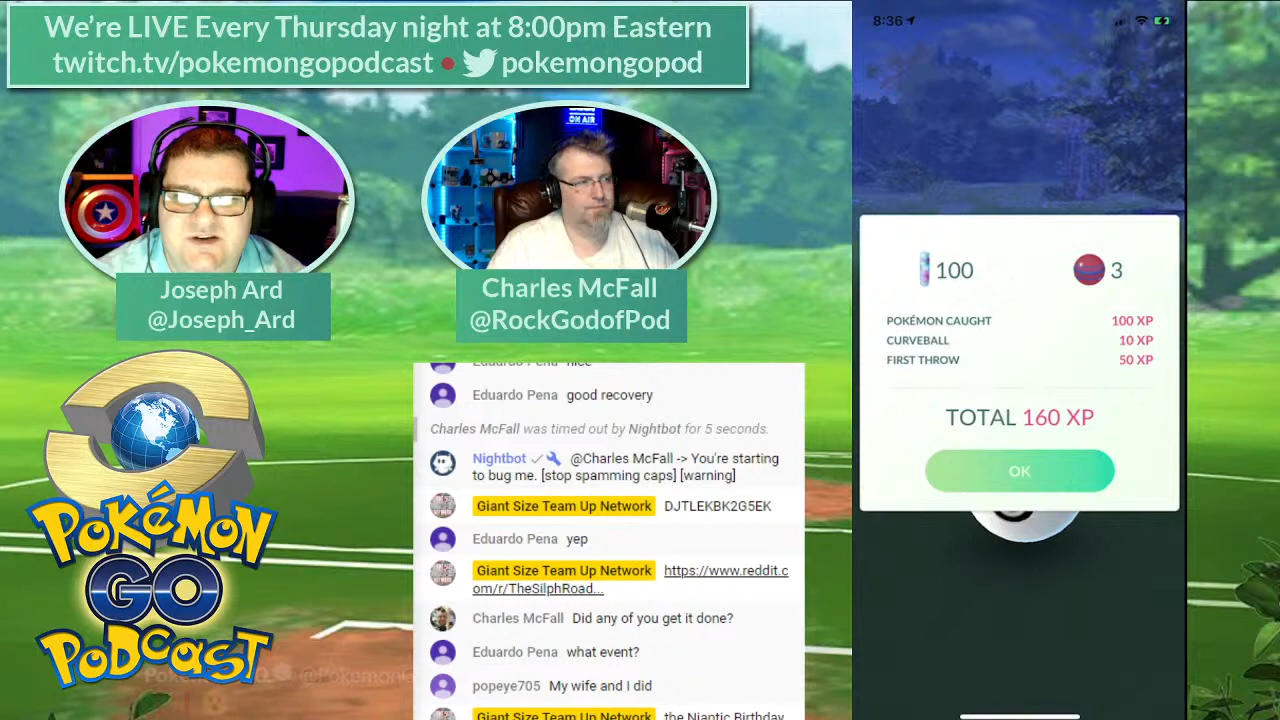 We're LIVE Every Thursday night at 8:00pm Eastern
twitch.tv/pokemongopodcast • pokemongopod
8:36
ON AIR
Joseph Ard
@Joseph_Ard
Charles McFall
@RockGodofPod
100
3
POKÉMON CAUGHT 100 XP
CURVEBALL 10 XP
FIRST THROW 50 XP
TOTAL 160 XP
OK
Eduardo Pena nice
Eduardo Pena good recovery
Charles McFall was timed out by Nightbot for 5 seconds.
Nightbot @Charles McFall -> You're starting
to bug me. [stop spamming caps] [warning]
Giant Size Team Up Network DJTLEKBK2G5EK
Eduardo Pena yep
Giant Size Team Up Network https://www.reddit.c
om/r/TheSilphRoad...
Charles McFall Did any of you get it done?
Eduardo Pena what event?
popeye705 My wife and I did
Giant Size Team Up Network the Niantic Birthday
POKéMON
GO
PODCAST